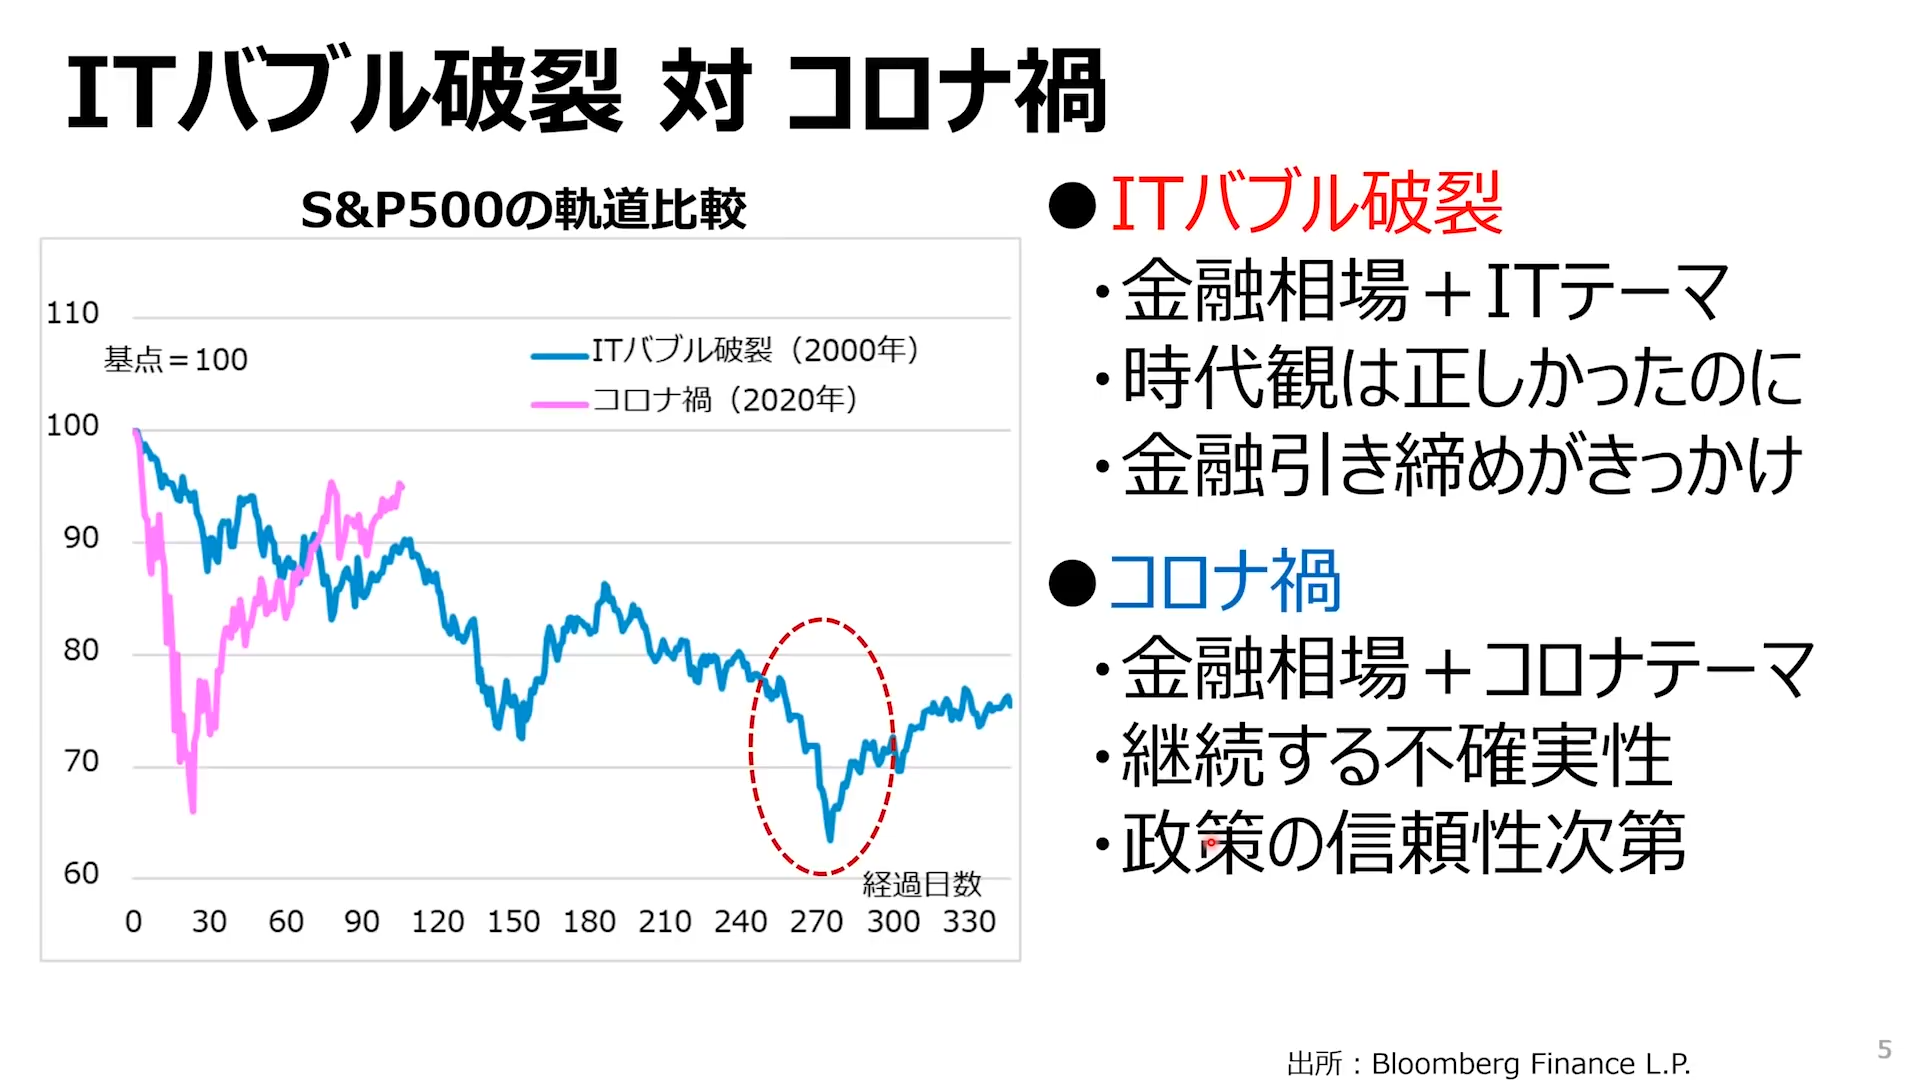 ITバブル破裂 対 コロナ禍
S&P500の軌道比較
110
100
90
80
70
60
基点＝100
ITバブル破裂（2000年）
コロナ禍（2020年）
経過日数
0 30 60 90 120 150 180 210 240 270 300 330
●ITバブル破裂
・金融相場＋ITテーマ
・時代観は正しかったのに
・金融引き締めがきっかけ
●コロナ禍
・金融相場＋コロナテーマ
・継続する不確実性
・政策の信頼性次第
出所：Bloomberg Finance L.P.
5